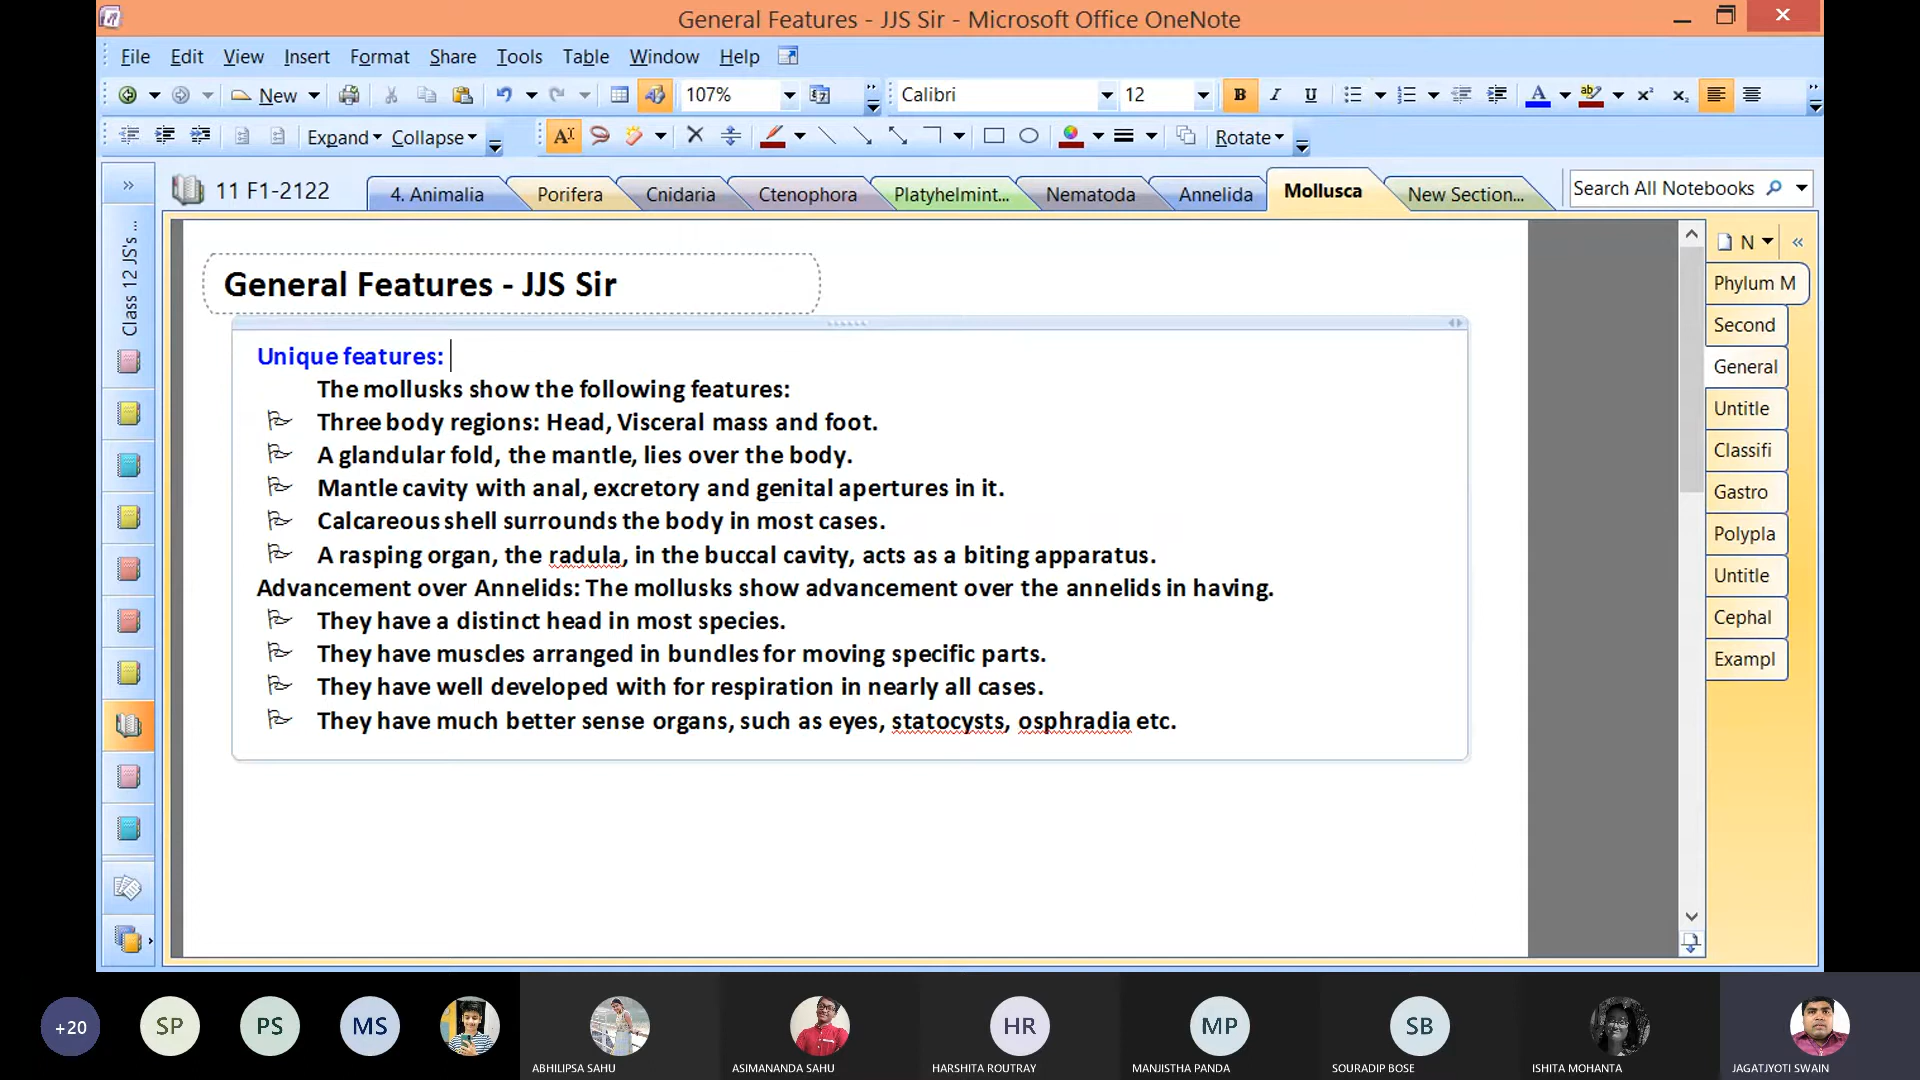 General Features - JJS Sir - Microsoft Office OneNote
File Edit View Insert Format Share Tools Table Window Help
New 107% Calibri 12 B I U A ab x² x₂
Expand Collapse A Rotate
11 F1-2122 4. Animalia Porifera Cnidaria Ctenophora Platyhelmint... Nematoda Annelida Mollusca New Section... Search All Notebooks
Class 12 JS's ...
General Features - JJS Sir
Unique features:
The mollusks show the following features:
Three body regions: Head, Visceral mass and foot.
A glandular fold, the mantle, lies over the body.
Mantle cavity with anal, excretory and genital apertures in it.
Calcareous shell surrounds the body in most cases.
A rasping organ, the radula, in the buccal cavity, acts as a biting apparatus.
Advancement over Annelids: The mollusks show advancement over the annelids in having.
They have a distinct head in most species.
They have muscles arranged in bundles for moving specific parts.
They have well developed with for respiration in nearly all cases.
They have much better sense organs, such as eyes, statocysts, osphradia etc.
N
Phylum M
Second
General
Untitle
Classifi
Gastro
Polypla
Untitle
Cephal
Exampl
+20 SP PS MS HR MP SB
ABHILIPSA SAHU ASIMANANDA SAHU HARSHITA ROUTRAY MANJISTHA PANDA SOURADIP BOSE ISHITA MOHANTA JAGATJYOTI SWAIN